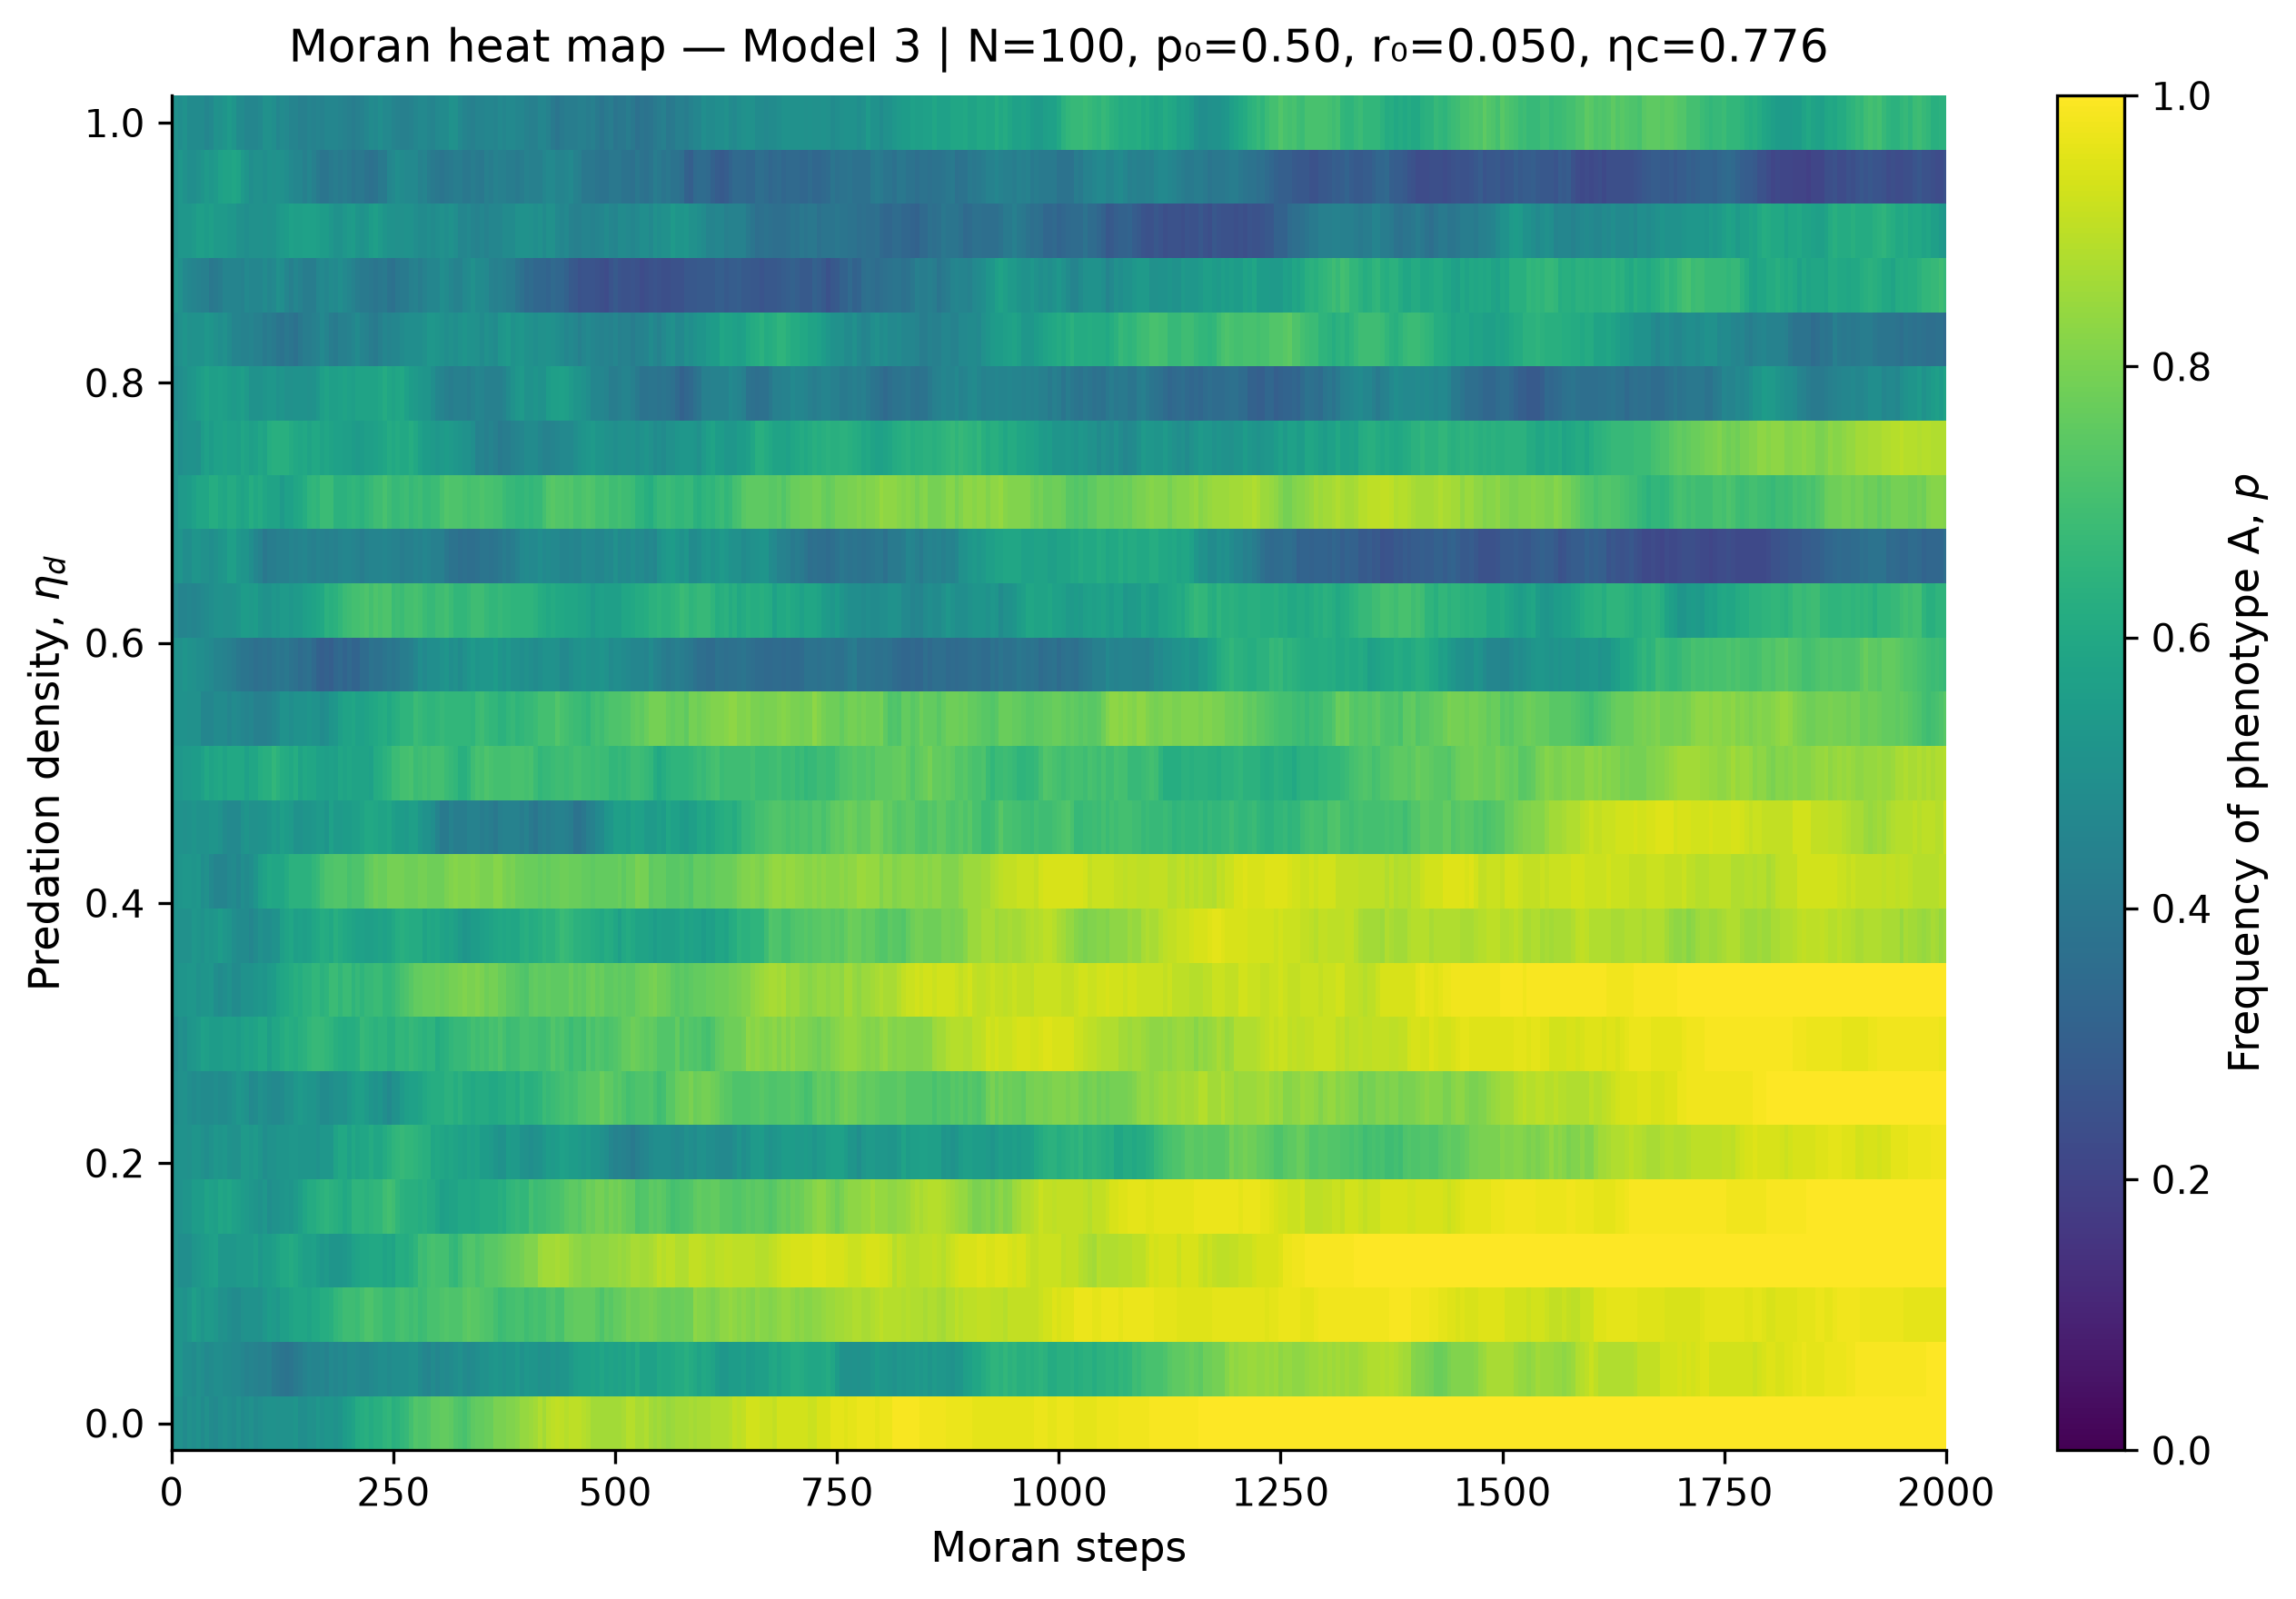 Moran heat map — Model 3 | N=100, p₀=0.50, r₀=0.050, ηc=0.776
Predation density, η_d
1.0
0.8
0.6
0.4
0.2
0.0
0 250 500 750 1000 1250 1500 1750 2000
Moran steps
1.0
0.8
0.6
0.4
0.2
0.0
Frequency of phenotype A, p